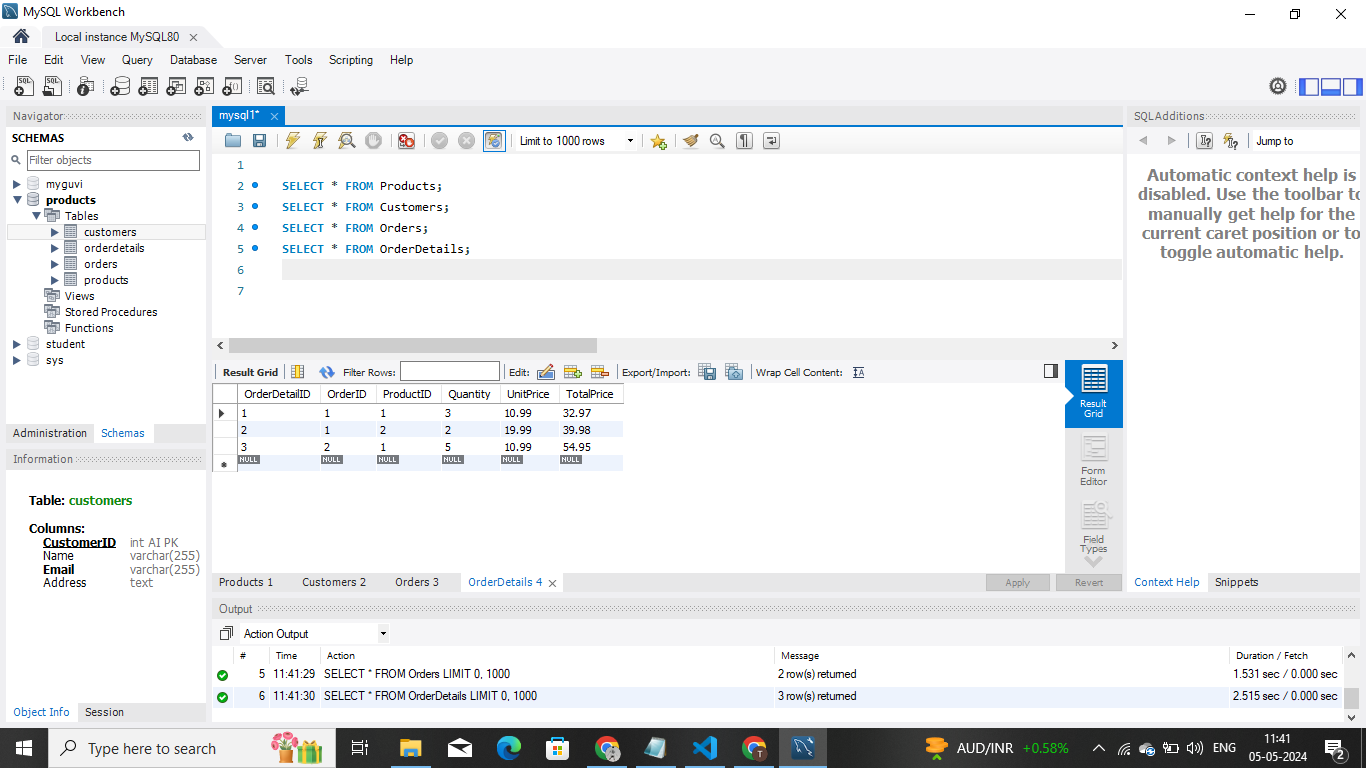 MySQL Workbench
Local instance MySQL80
File Edit View Query Database Server Tools Scripting Help
Navigator
SCHEMAS
Filter objects
myguvi
products
Tables
customers
orderdetails
orders
products
Views
Stored Procedures
Functions
student
sys
Administration Schemas
Information
Table: customers
Columns:
CustomerID int AI PK
Name varchar(255)
Email varchar(255)
Address text
Object Info Session
mysql1*
Limit to 1000 rows
1
2 SELECT * FROM Products;
3 SELECT * FROM Customers;
4 SELECT * FROM Orders;
5 SELECT * FROM OrderDetails;
6
7
Result Grid Filter Rows: Edit: Export/Import: Wrap Cell Content:
OrderDetailID OrderID ProductID Quantity UnitPrice TotalPrice
1 1 1 3 10.99 32.97
2 1 2 2 19.99 39.98
3 2 1 5 10.99 54.95
NULL NULL NULL NULL NULL NULL
Result
Grid
Form
Editor
Field
Types
Products 1 Customers 2 Orders 3 OrderDetails 4 Apply Revert
Output
Action Output
# Time Action Message Duration / Fetch
5 11:41:29 SELECT * FROM Orders LIMIT 0, 1000 2 row(s) returned 1.531 sec / 0.000 sec
6 11:41:30 SELECT * FROM OrderDetails LIMIT 0, 1000 3 row(s) returned 2.515 sec / 0.000 sec
SQLAdditions
Jump to
Automatic context help is
disabled. Use the toolbar to
manually get help for the
current caret position or to
toggle automatic help.
Context Help Snippets
Type here to search
AUD/INR +0.58%
ENG
11:41
05-05-2024
2